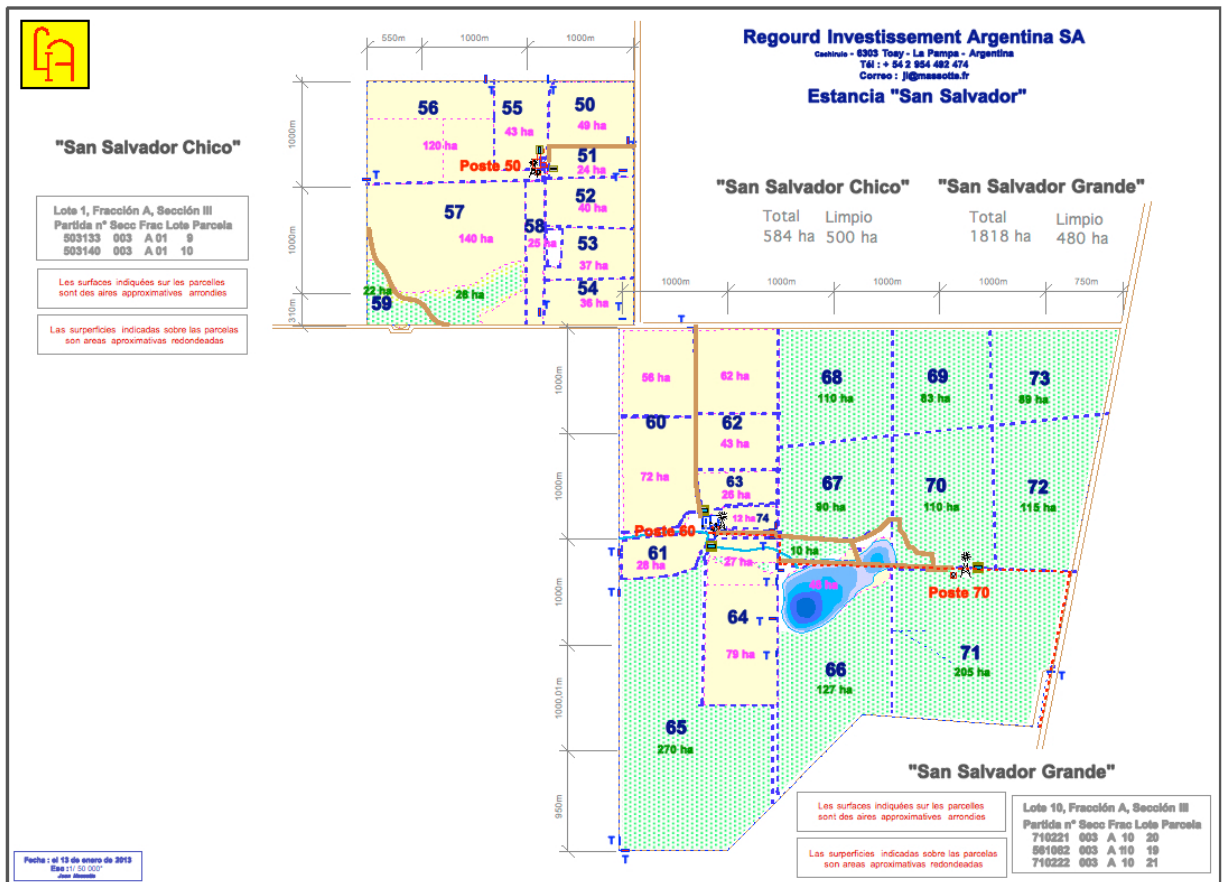 Regourd Investissement Argentina SA
Cachirulo - 6303 Toay - La Pampa - Argentina
Tél : + 54 2 954 492 474
Correo : jl@massotte.fr
Estancia "San Salvador"
550m
1000m
1000m
1000m
1000m
310m
"San Salvador Chico"
Lote 1, Fracción A, Sección III
Partida n° Secc Frac Lote Parcela
503133 003 A 01 9
503140 003 A 01 10
Les surfaces indiquées sur les parcelles
sont des aires approximatives arrondies
Las surperficies indicadas sobre las parcelas
son areas aproximativas redondeadas
56
120 ha
55
43 ha
50
49 ha
Poste 50
51
24 ha
52
40 ha
57
140 ha
58
25 ha
53
37 ha
54
36 ha
22 ha
59
26 ha
T
T
T
T
T
T
T
"San Salvador Chico" "San Salvador Grande"
Total Limpio
584 ha 500 ha
Total Limpio
1818 ha 480 ha
1000m
1000m
1000m
1000m
750m
1000m
1000m
1000m
1000,01m
950m
56 ha
62 ha
68
110 ha
69
83 ha
73
89 ha
60
72 ha
62
43 ha
63
26 ha
67
90 ha
70
110 ha
72
115 ha
12 ha 74
Poste 60
61
28 ha
27 ha
10 ha
46 ha
Poste 70
64
79 ha
66
127 ha
71
205 ha
65
270 ha
T
T
T
T
T
T
T
T
T
"San Salvador Grande"
Les surfaces indiquées sur les parcelles
sont des aires approximatives arrondies
Las surperficies indicadas sobre las parcelas
son areas aproximativas redondeadas
Lote 10, Fracción A, Sección III
Partida n° Secc Frac Lote Parcela
710221 003 A 10 20
561062 003 A 110 19
710222 003 A 10 21
Fecha : el 13 de enero de 2013
Ese :1/ 50 000°